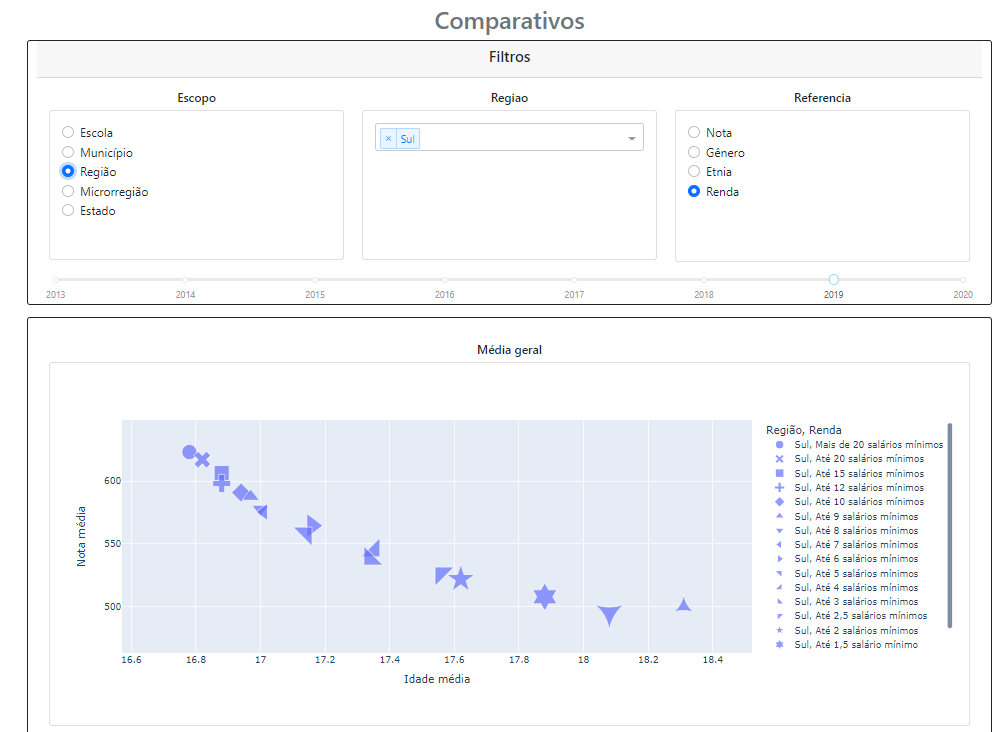 Comparativos
Filtros
Escopo
Escola
Município
Região
Microrregião
Estado
Regiao
× Sul
Referencia
Nota
Gênero
Etnia
Renda
2013 2014 2015 2016 2017 2018 2019 2020
Média geral
Nota média
600
550
500
16.6 16.8 17 17.2 17.4 17.6 17.8 18 18.2 18.4
Idade média
Região, Renda
Sul, Mais de 20 salários mínimos
Sul, Até 20 salários mínimos
Sul, Até 15 salários mínimos
Sul, Até 12 salários mínimos
Sul, Até 10 salários mínimos
Sul, Até 9 salários mínimos
Sul, Até 8 salários mínimos
Sul, Até 7 salários mínimos
Sul, Até 6 salários mínimos
Sul, Até 5 salários mínimos
Sul, Até 4 salários mínimos
Sul, Até 3 salários mínimos
Sul, Até 2,5 salários mínimos
Sul, Até 2 salários mínimos
Sul, Até 1,5 salário mínimo